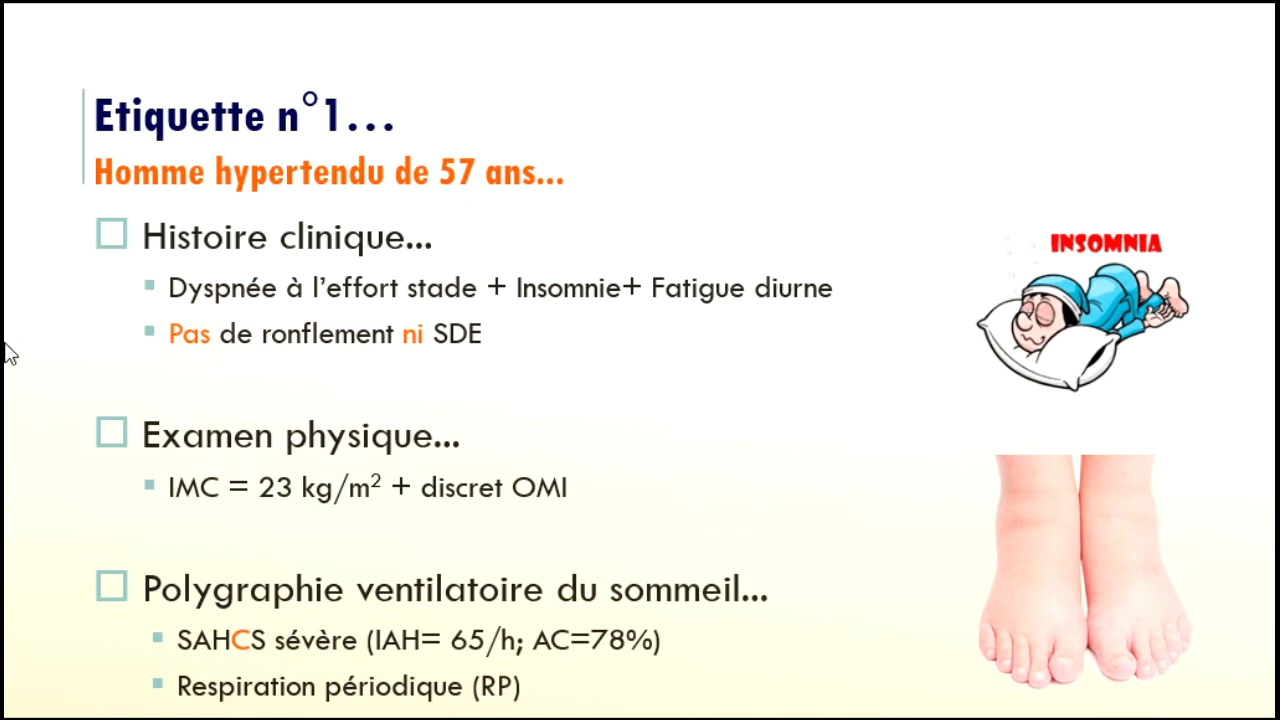 Etiquette n°1...
Homme hypertendu de 57 ans...
Histoire clinique...
Dyspnée à l'effort stade + Insomnie+ Fatigue diurne
Pas de ronflement ni SDE
INSOMNIA
Examen physique...
IMC = 23 kg/m² + discret OMI
Polygraphie ventilatoire du sommeil...
SAHCS sévère (IAH= 65/h; AC=78%)
Respiration périodique (RP)